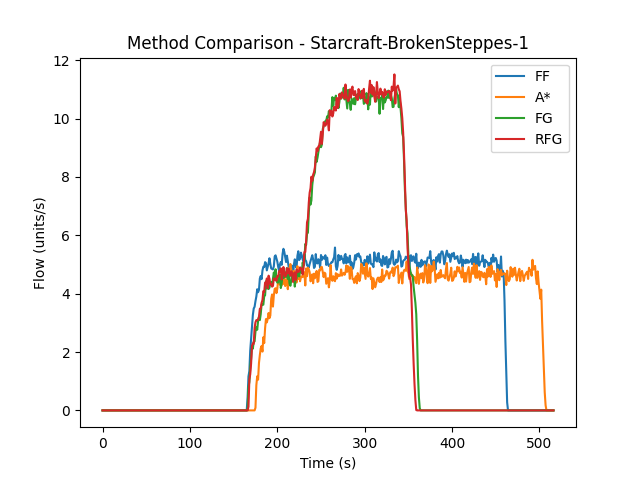 Method Comparison - Starcraft-BrokenSteppes-1
FF
A*
FG
RFG
Flow (units/s)
12
10
8
6
4
2
0
0 100 200 300 400 500
Time (s)